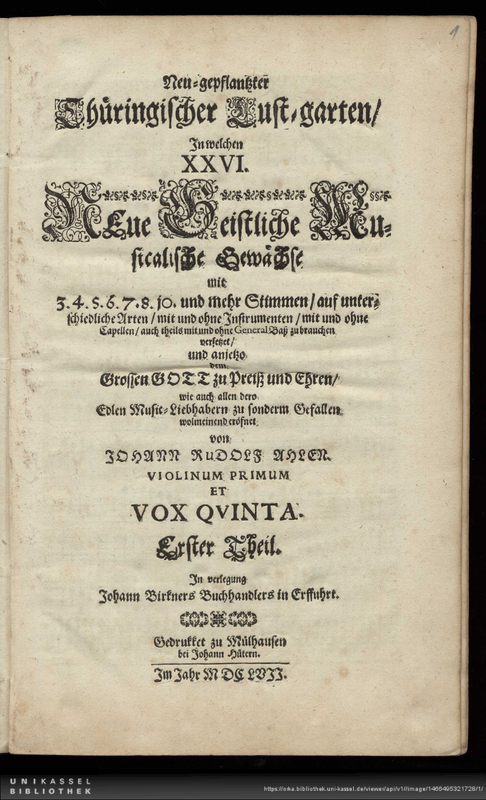 1
Neu-gepflantzter
Thüringischer Lust-garten/
In welchen
XXVI.
Neue Geistliche Mu-
sicalische Gewächse
mit
3. 4. 5. 6. 7. 8. 10. und mehr Stimmen/ auf unter-
schiedliche Arten/ mit und ohne Instrumenten/ mit und ohne
Capellen/ auch theils mit und ohne General Baß zu brauchen
versetzet/
und anjetzo
dem
Grossen GOTT zu Preiß und Ehren/
wie auch allen dero
Edlen Music-Liebhabern zu sonderm Gefallen
wolmeinend eröfnet
von
JOHANN RuDOLF AHLEN.
VIOLINUM PRIMUM
ET
VOX QVINTA.
Erster Theil.
In verlegung
Johann Birkners Buchhandlers in Erffuhrt.
Gedrukket zu Mülhausen
bei Johann Hütern.
Im Jahr MDCLVII.
UNIKASSEL
BIBLIOTHEK
https://orka.bibliothek.uni-kassel.de/viewer/api/v1/image/1466495321728/1/